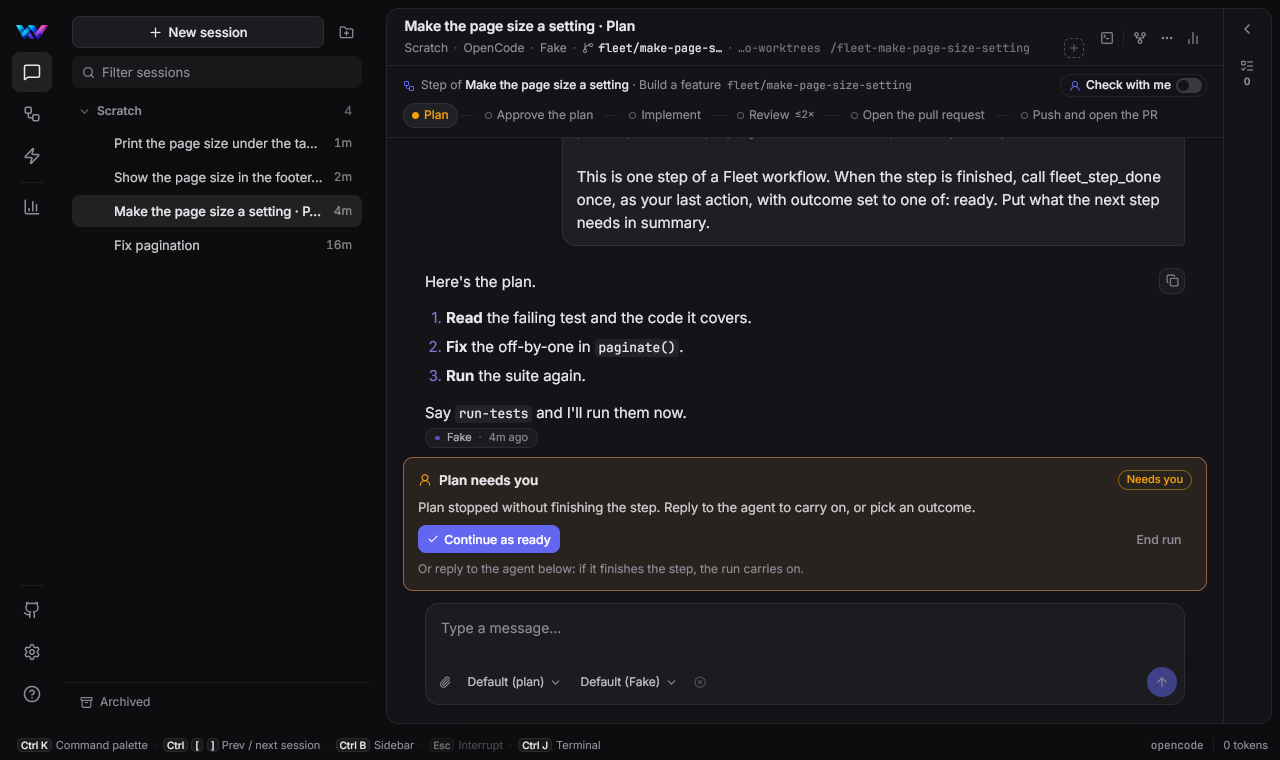 New session
Filter sessions
Scratch 4
Print the page size under the ta... 1m
Show the page size in the footer... 2m
Make the page size a setting · P... 4m
Fix pagination 16m
Archived
Make the page size a setting · Plan
Scratch · OpenCode · Fake · fleet/make-page-s… · …o-worktrees /fleet-make-page-size-setting
Step of Make the page size a setting · Build a feature fleet/make-page-size-setting
Check with me
Plan
Approve the plan
Implement
Review ≤2×
Open the pull request
Push and open the PR
0
This is one step of a Fleet workflow. When the step is finished, call fleet_step_done
once, as your last action, with outcome set to one of: ready. Put what the next step
needs in summary.
Here's the plan.
1. Read the failing test and the code it covers.
2. Fix the off-by-one in paginate().
3. Run the suite again.
Say run-tests and I'll run them now.
Fake · 4m ago
Plan needs you
Needs you
Plan stopped without finishing the step. Reply to the agent to carry on, or pick an outcome.
Continue as ready
End run
Or reply to the agent below: if it finishes the step, the run carries on.
Type a message...
Default (plan)
Default (Fake)
Ctrl K Command palette · Ctrl [ ] Prev / next session · Ctrl B Sidebar · Esc Interrupt · Ctrl J Terminal
opencode
0 tokens